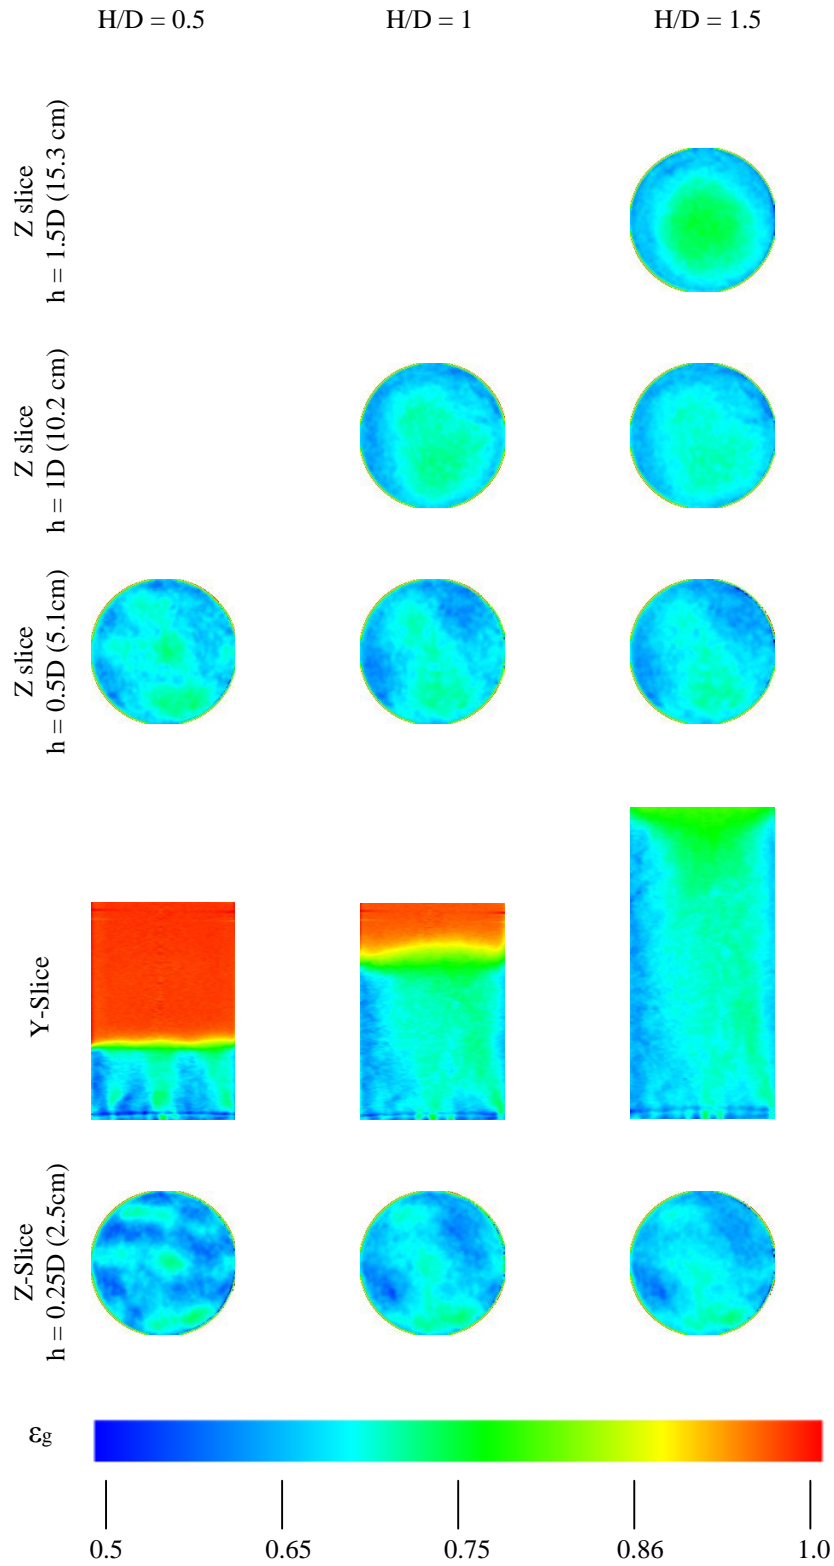 H/D = 0.5
H/D = 1
H/D = 1.5
Z slice
h = 1.5D (15.3 cm)
Z slice
h = 1D (10.2 cm)
Z slice
h = 0.5D (5.1cm)
Y-Slice
Z-Slice
h = 0.25D (2.5cm)
εg
0.5
0.65
0.75
0.86
1.0